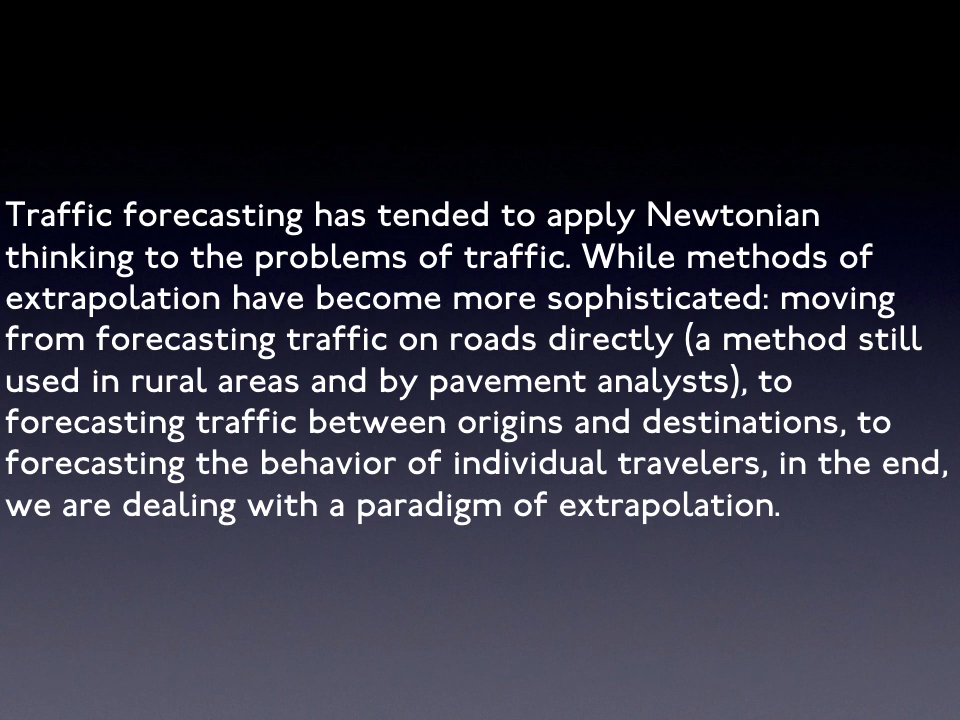 Traffic forecasting has tended to apply Newtonian
thinking to the problems of traffic. While methods of
extrapolation have become more sophisticated: moving
from forecasting traffic on roads directly (a method still
used in rural areas and by pavement analysts), to
forecasting traffic between origins and destinations, to
forecasting the behavior of individual travelers, in the end,
we are dealing with a paradigm of extrapolation.